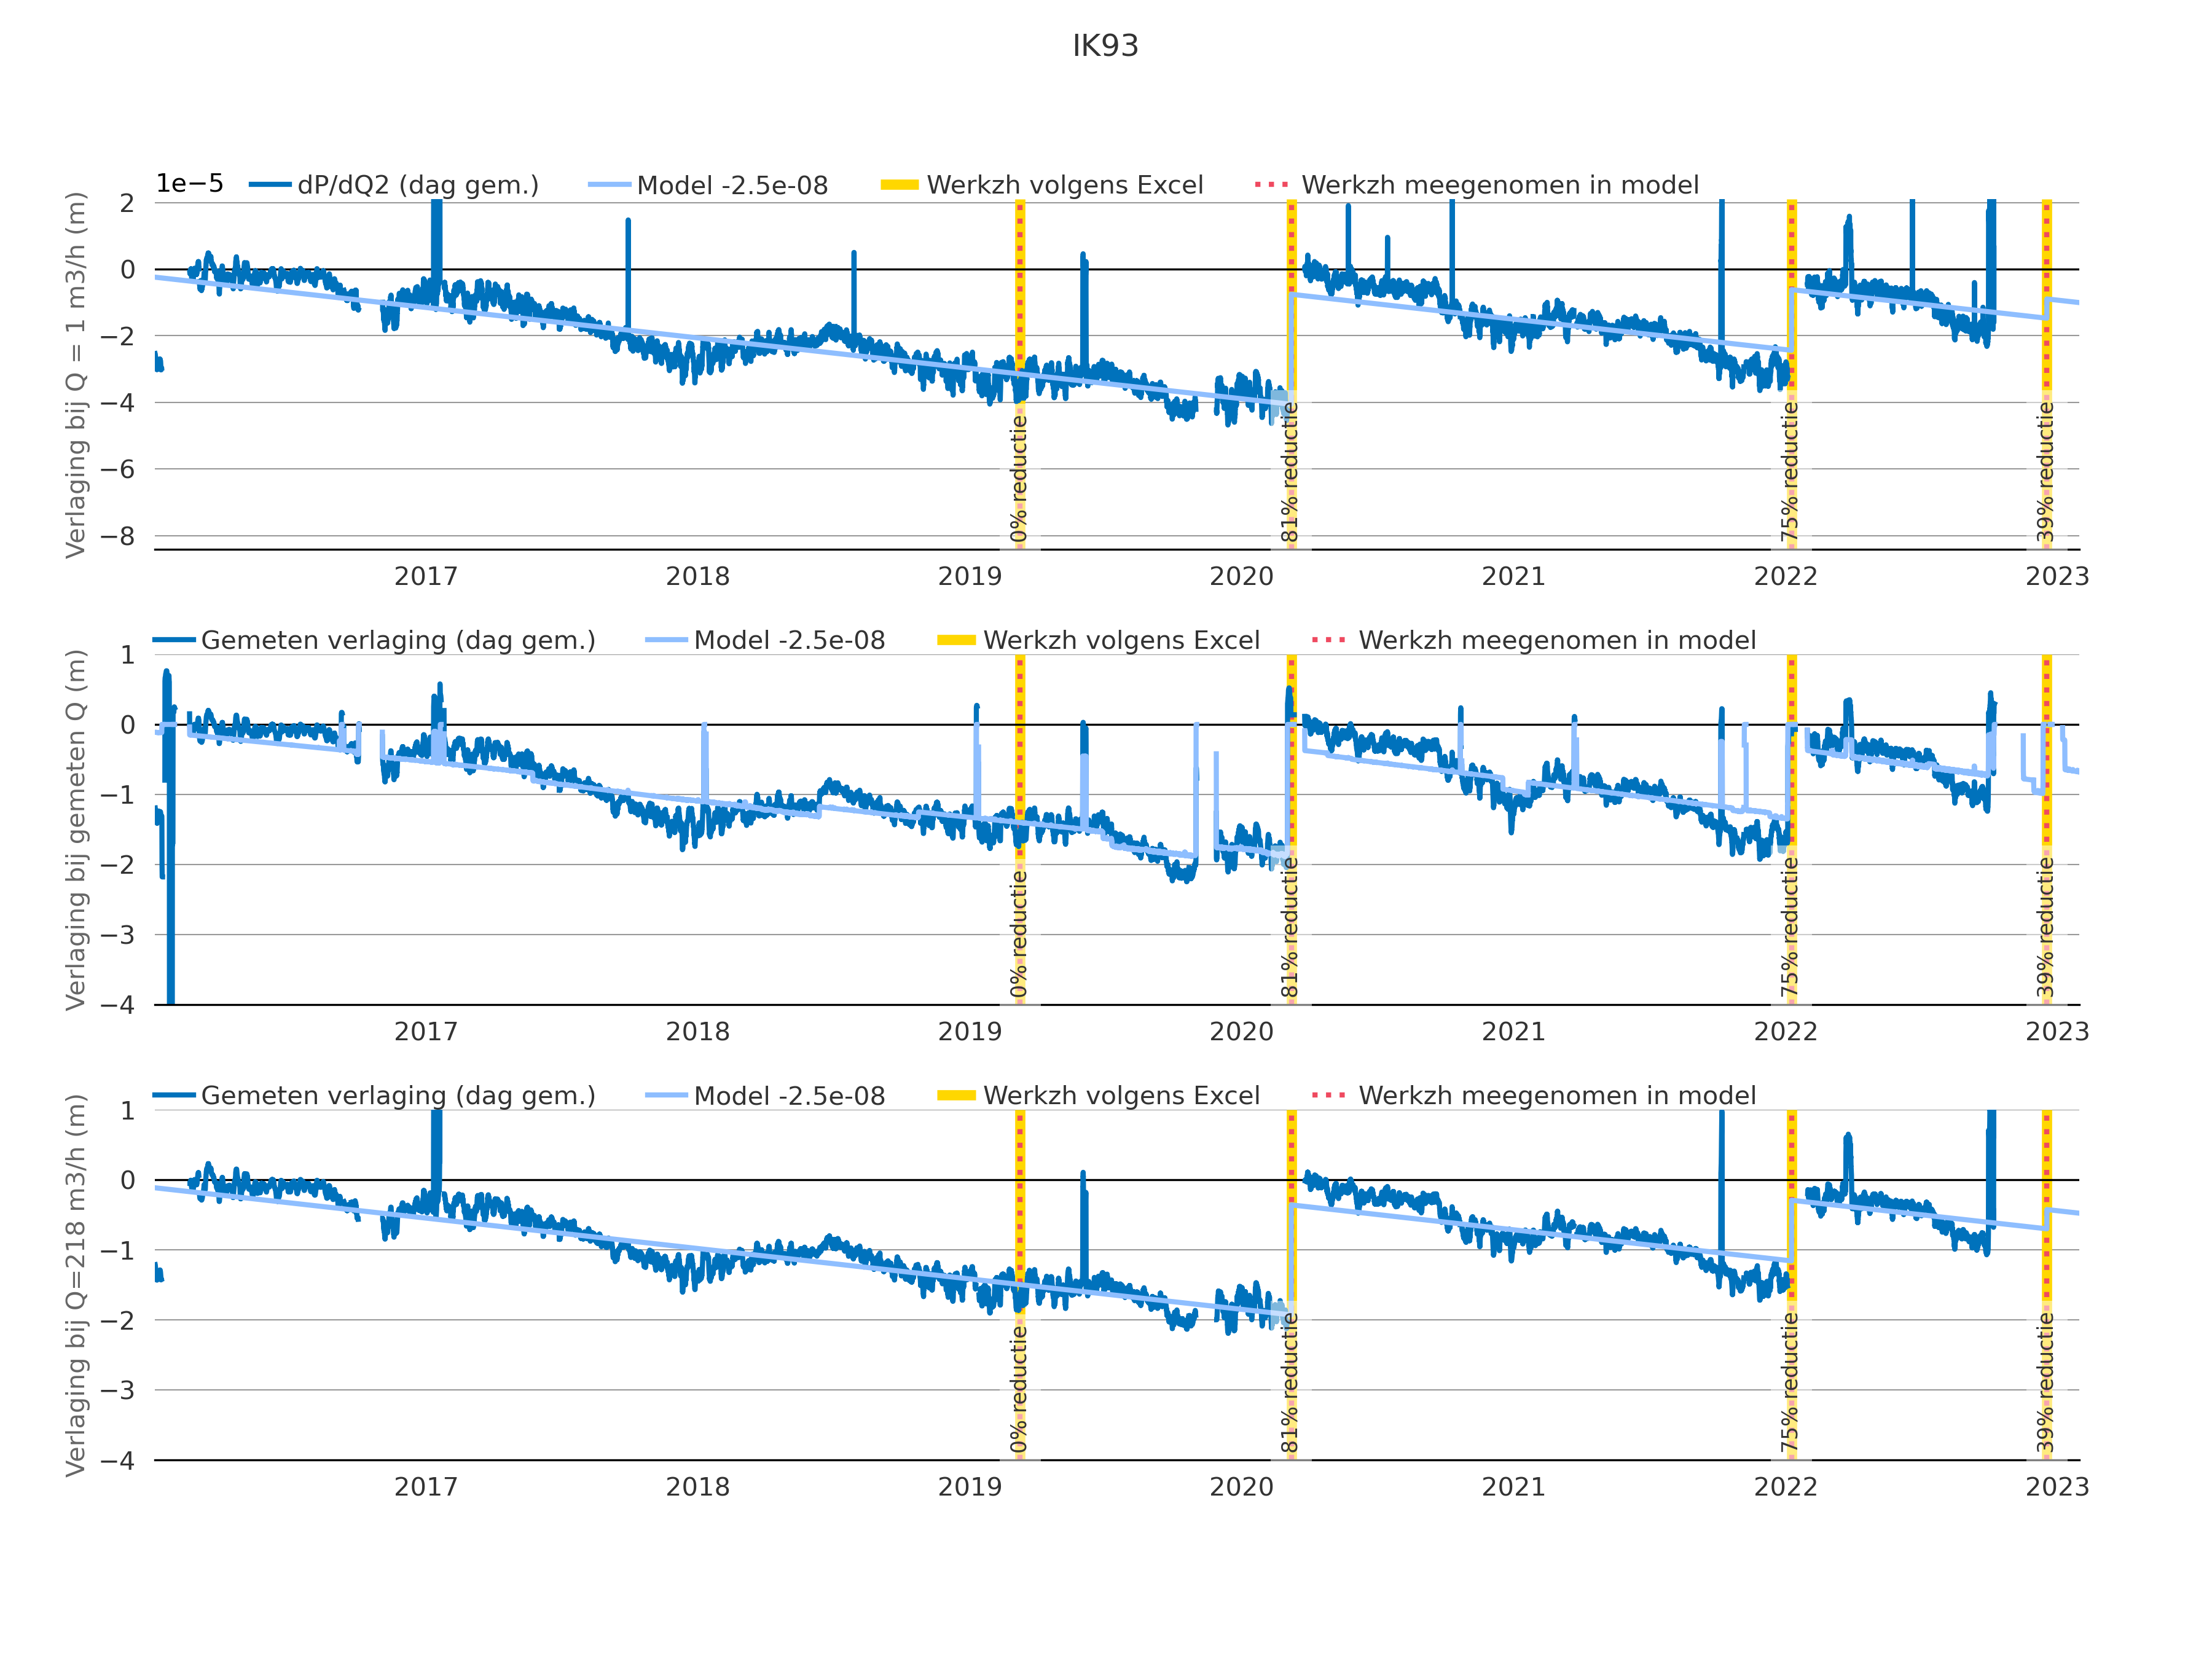 IK93
1e−5
dP/dQ2 (dag gem.) Model -2.5e-08 Werkzh volgens Excel Werkzh meegenomen in model
Verlaging bij Q = 1 m3/h (m)
2
0
−2
−4
−6
−8
0% reductie
81% reductie
75% reductie
39% reductie
2017 2018 2019 2020 2021 2022 2023
Gemeten verlaging (dag gem.) Model -2.5e-08 Werkzh volgens Excel Werkzh meegenomen in model
Verlaging bij gemeten Q (m)
1
0
−1
−2
−3
−4
0% reductie
81% reductie
75% reductie
39% reductie
2017 2018 2019 2020 2021 2022 2023
Gemeten verlaging (dag gem.) Model -2.5e-08 Werkzh volgens Excel Werkzh meegenomen in model
Verlaging bij Q=218 m3/h (m)
1
0
−1
−2
−3
−4
0% reductie
81% reductie
75% reductie
39% reductie
2017 2018 2019 2020 2021 2022 2023